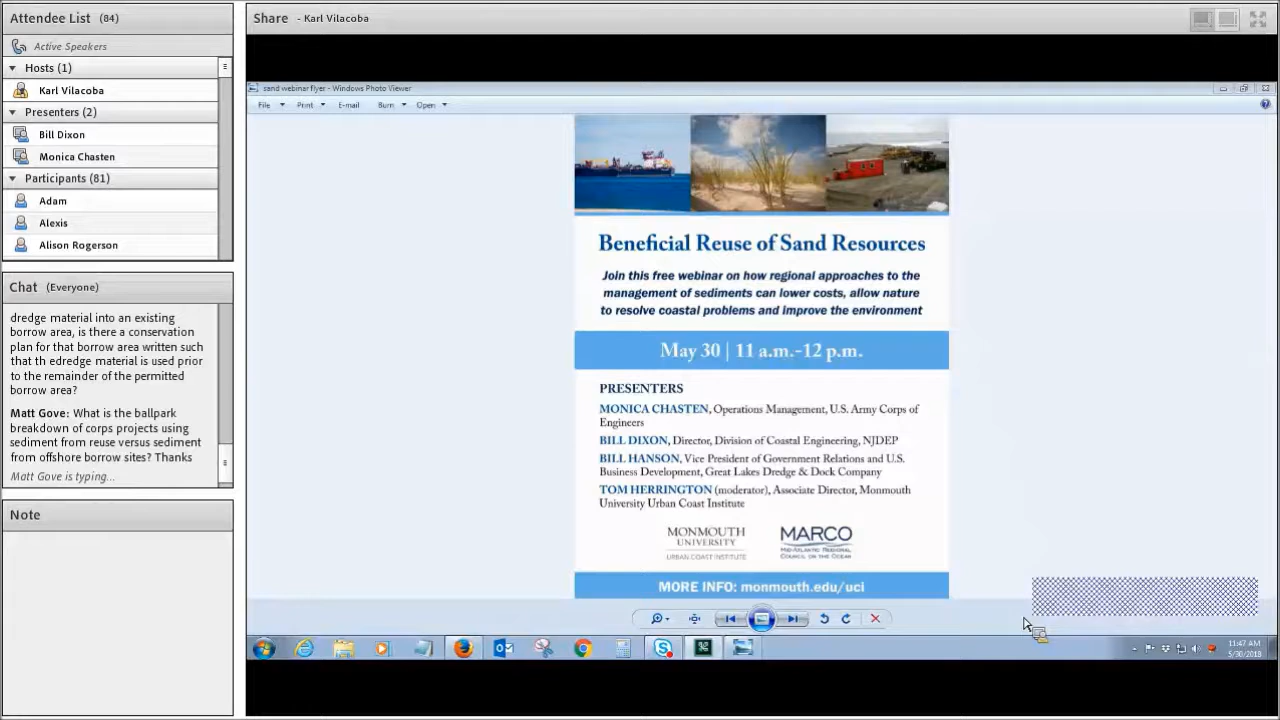 Attendee List (84)
Active Speakers
Hosts (1)
Karl Vilacoba
Presenters (2)
Bill Dixon
Monica Chasten
Participants (81)
Adam
Alexis
Alison Rogerson
Chat (Everyone)
dredge material into an existing
borrow area, is there a conservation
plan for that borrow area written such
that th edredge material is used prior
to the remainder of the permitted
borrow area?
Matt Gove: What is the ballpark
breakdown of corps projects using
sediment from reuse versus sediment
from offshore borrow sites? Thanks
Matt Gove is typing...
Note
Share - Karl Vilacoba
sand webinar flyer - Windows Photo Viewer
File Print E-mail Burn Open
Beneficial Reuse of Sand Resources
Join this free webinar on how regional approaches to the
management of sediments can lower costs, allow nature
to resolve coastal problems and improve the environment
May 30 | 11 a.m.-12 p.m.
PRESENTERS
MONICA CHASTEN, Operations Management, U.S. Army Corps of
Engineers
BILL DIXON, Director, Division of Coastal Engineering, NJDEP
BILL HANSON, Vice President of Government Relations and U.S.
Business Development, Great Lakes Dredge & Dock Company
TOM HERRINGTON (moderator), Associate Director, Monmouth
University Urban Coast Institute
MONMOUTH
UNIVERSITY
URBAN COAST INSTITUTE
MARCO
MID-ATLANTIC REGIONAL
COUNCIL ON THE OCEAN
MORE INFO: monmouth.edu/uci
11:47 AM
5/30/2018